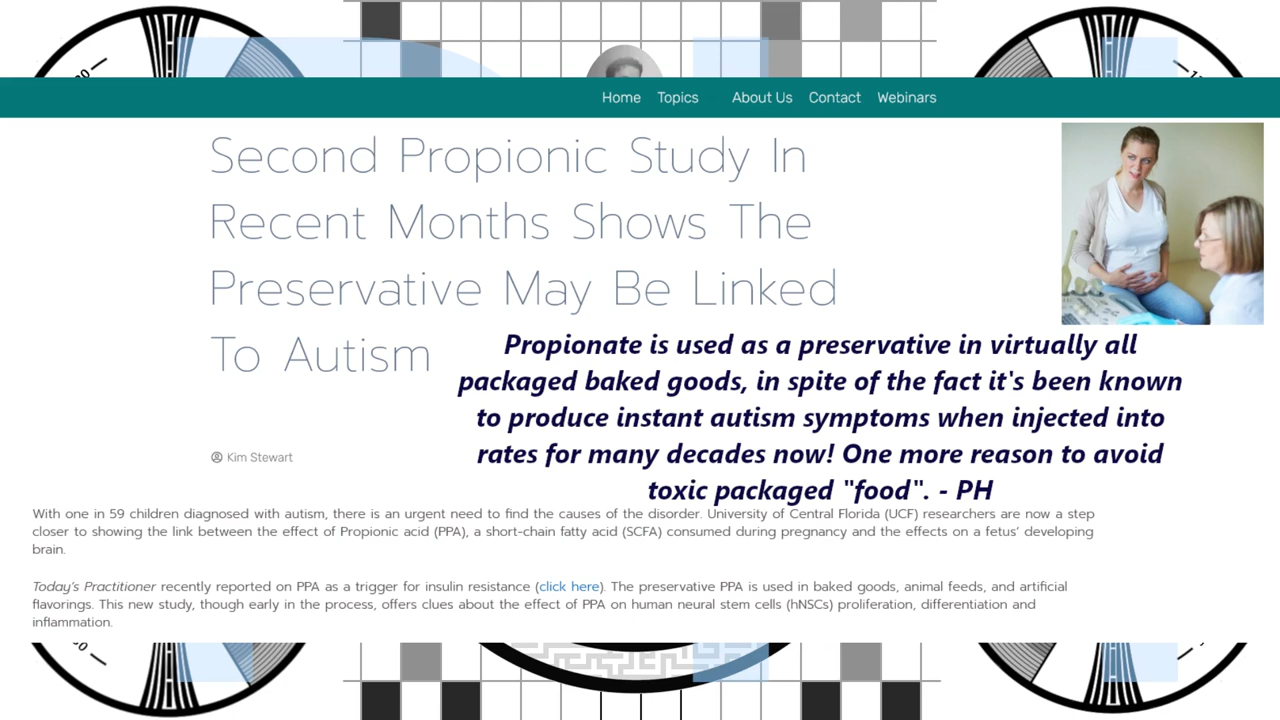 Home Topics About Us Contact Webinars
Second Propionic Study In
Recent Months Shows The
Preservative May Be Linked
To Autism
Propionate is used as a preservative in virtually all
packaged baked goods, in spite of the fact it's been known
to produce instant autism symptoms when injected into
rates for many decades now! One more reason to avoid
toxic packaged "food". - PH
Kim Stewart
With one in 59 children diagnosed with autism, there is an urgent need to find the causes of the disorder. University of Central Florida (UCF) researchers are now a step
closer to showing the link between the effect of Propionic acid (PPA), a short-chain fatty acid (SCFA) consumed during pregnancy and the effects on a fetus’ developing
brain.
Today’s Practitioner recently reported on PPA as a trigger for insulin resistance (click here). The preservative PPA is used in baked goods, animal feeds, and artificial
flavorings. This new study, though early in the process, offers clues about the effect of PPA on human neural stem cells (hNSCs) proliferation, differentiation and
inflammation.